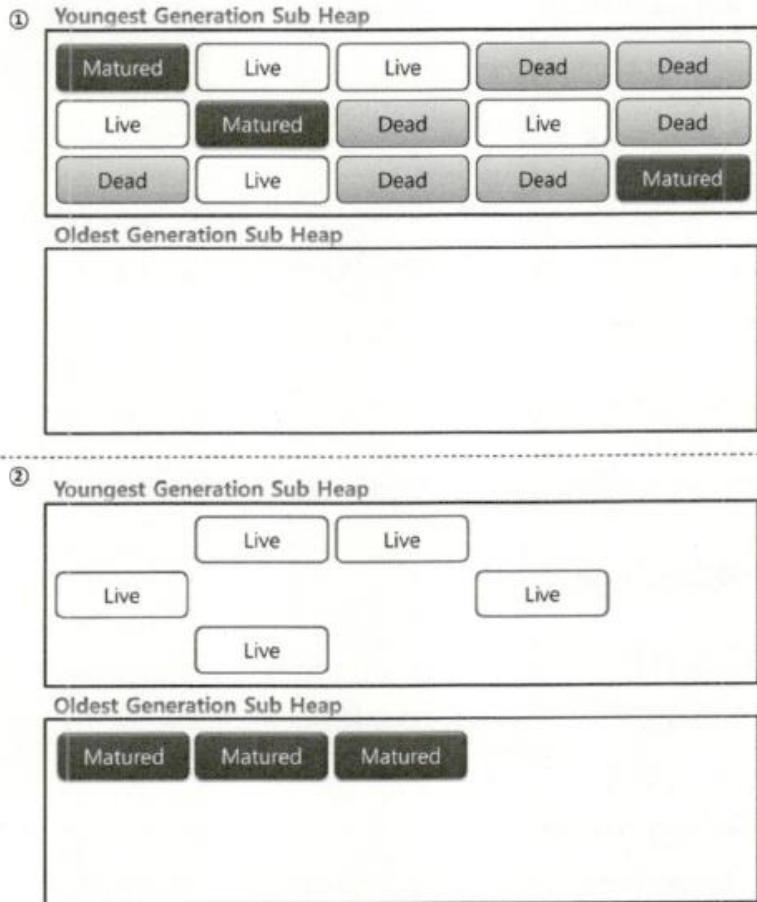 ①
Youngest Generation Sub Heap
Matured Live Live Dead Dead
Live Matured Dead Live Dead
Dead Live Dead Dead Matured
Oldest Generation Sub Heap
②
Youngest Generation Sub Heap
Live Live
Live Live
Live
Oldest Generation Sub Heap
Matured Matured Matured